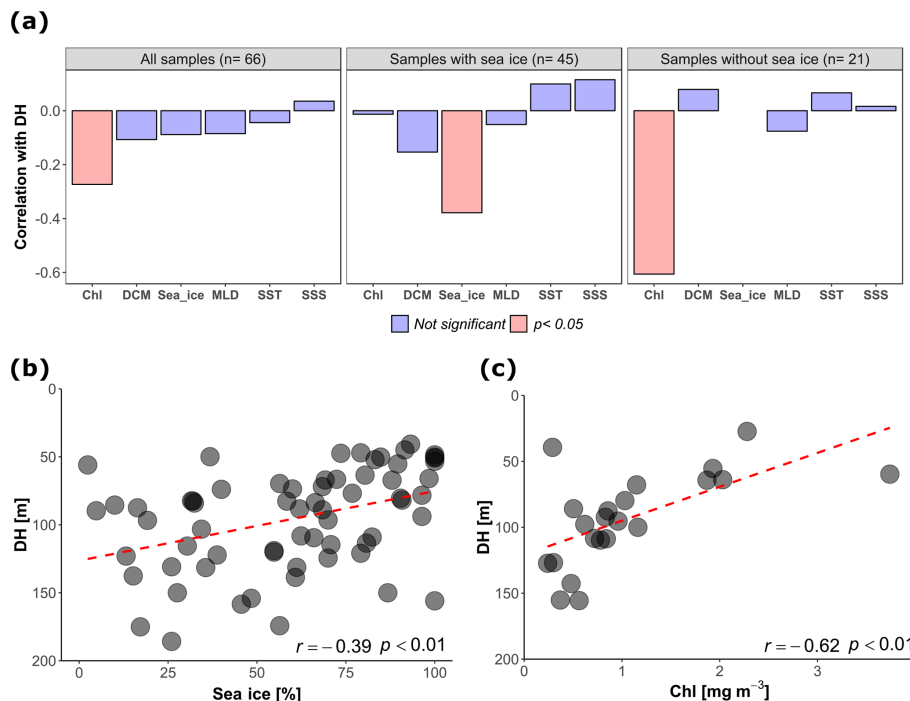 (a)
All samples (n= 66)
Samples with sea ice (n= 45)
Samples without sea ice (n= 21)
Correlation with DH
0.0
-0.2
-0.4
-0.6
Chl DCM Sea_ice MLD SST SSS
Chl DCM Sea_ice MLD SST SSS
Chl DCM Sea_ice MLD SST SSS
Not significant p< 0.05
(b)
DH [m]
0
50
100
150
200
r = −0.39 p < 0.01
0 25 50 75 100
Sea ice [%]
(c)
DH [m]
0
50
100
150
200
r = −0.62 p < 0.01
0 1 2 3
Chl [mg m⁻³]